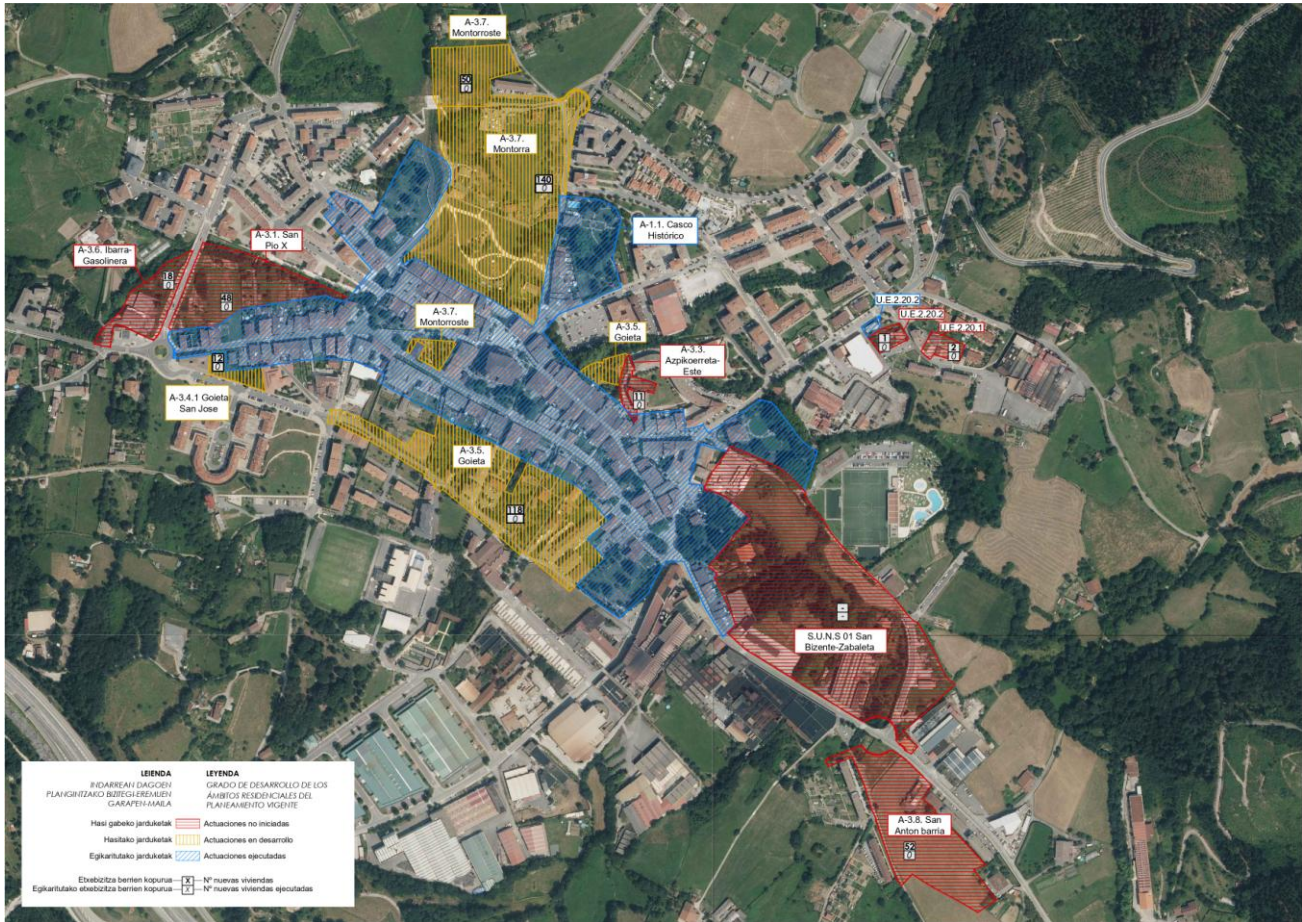 A-3.7.
Montorroste
50
0
A-3.7.
Montorra
140
0
A-1.1. Casco
Histórico
A-3.6. Ibarra-
Gasolinera
A-3.1. San
Pio X
18
0
48
0
A-3.7.
Montorroste
A-3.5.
Goieta
A-3.3.
Azpikoerreta-
Este
11
0
U.E.2.20.2
U.E.2.20.2
U.E.2.20.1
1
0
2
0
12
0
A-3.4.1 Goieta
San Jose
A-3.5.
Goieta
118
0
-
-
S.U.N.S 01 San
Bizente-Zabaleta
A-3.8. San
Anton barria
52
0
LEIENDA
INDARREAN DAGOEN
PLANGINTZAKO BIZITEGI-EREMUEN
GARAPEN-MAILA
LEYENDA
GRADO DE DESARROLLO DE LOS
ÁMBITOS RESIDENCIALES DEL
PLANEAMIENTO VIGENTE
Hasi gabeko jarduketak Actuaciones no iniciadas
Hasitako jarduketak Actuaciones en desarrollo
Egikaritutako jarduketak Actuaciones ejecutadas
Etxebizitza berrien kopurua X Nº nuevas viviendas
Egikaritutako etxebizitza berrien kopurua X Nº nuevas viviendas ejecutadas